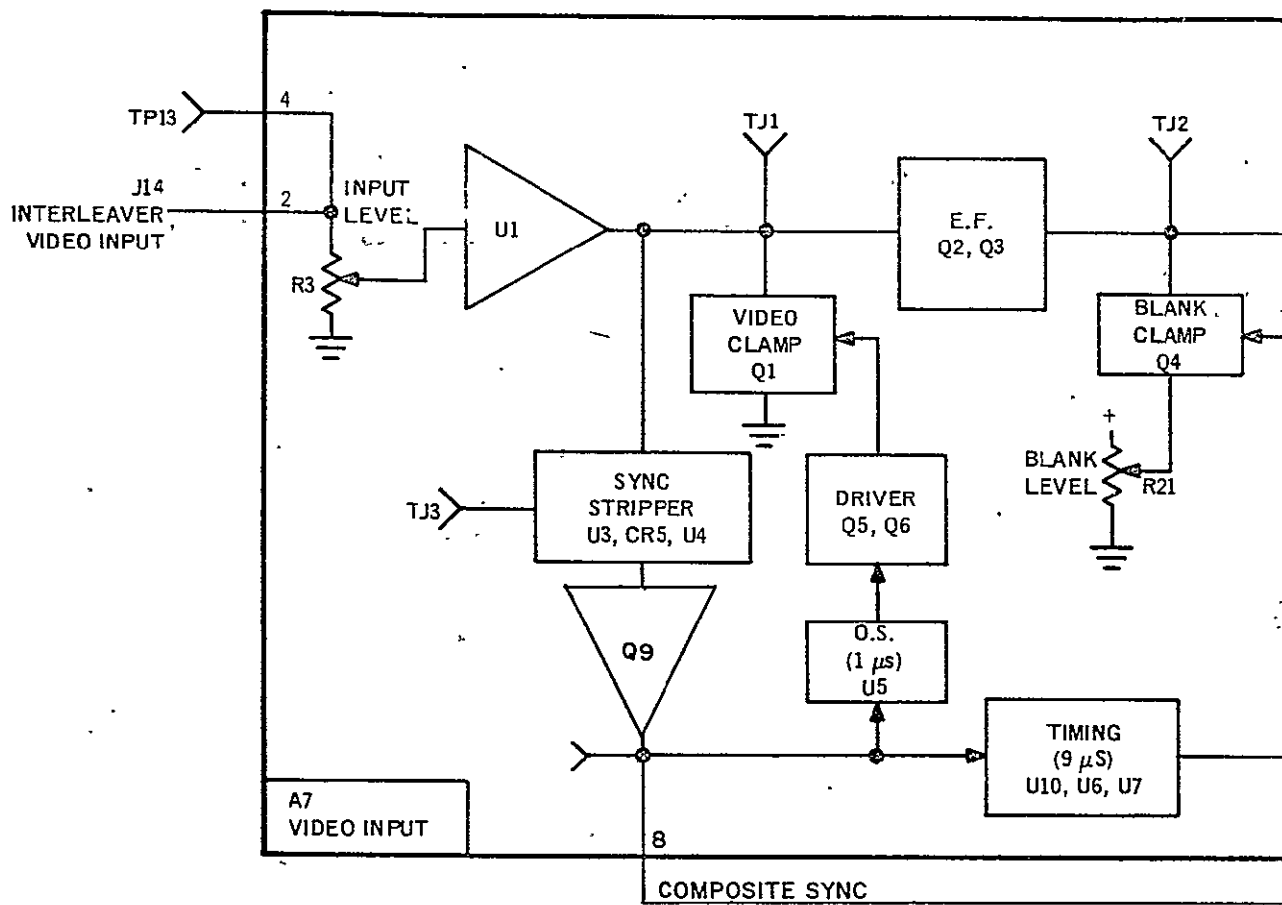 4
TP13
J14
INTERLEAVER
VIDEO INPUT
2
INPUT
LEVEL
R3
U1
TJ1
E.F.
Q2, Q3
TJ2
VIDEO
CLAMP
Q1
BLANK
CLAMP
Q4
+
BLANK
LEVEL
R21
TJ3
SYNC
STRIPPER
U3, CR5, U4
DRIVER
Q5, Q6
Q9
O.S.
(1 μs)
U5
TIMING
(9 μS)
U10, U6, U7
A7
VIDEO INPUT
8
COMPOSITE SYNC